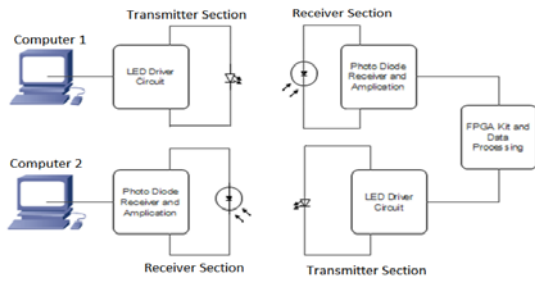 Transmitter Section
Receiver Section
Computer 1
LED Driver
Circuit
Photo Diode
Receiver and
Amplication
FPGA Kit and
Data
Processing
Computer 2
Photo Diode
Receiver and
Amplication
LED Driver
Circuit
Receiver Section
Transmitter Section